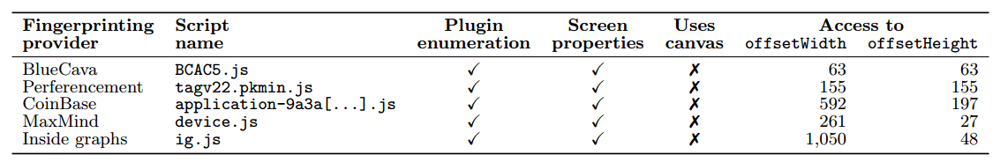 Fingerprinting Script Plugin Screen Uses Access to
provider name enumeration properties canvas offsetWidth offsetHeight
BlueCava BCAC5.js ✓ ✓ ✗ 63 63
Perferencement tagv22.pkmin.js ✓ ✓ ✗ 155 155
CoinBase application-9a3a[...].js ✓ ✓ ✗ 592 197
MaxMind device.js ✓ ✓ ✗ 261 27
Inside graphs ig.js ✓ ✓ ✗ 1,050 48